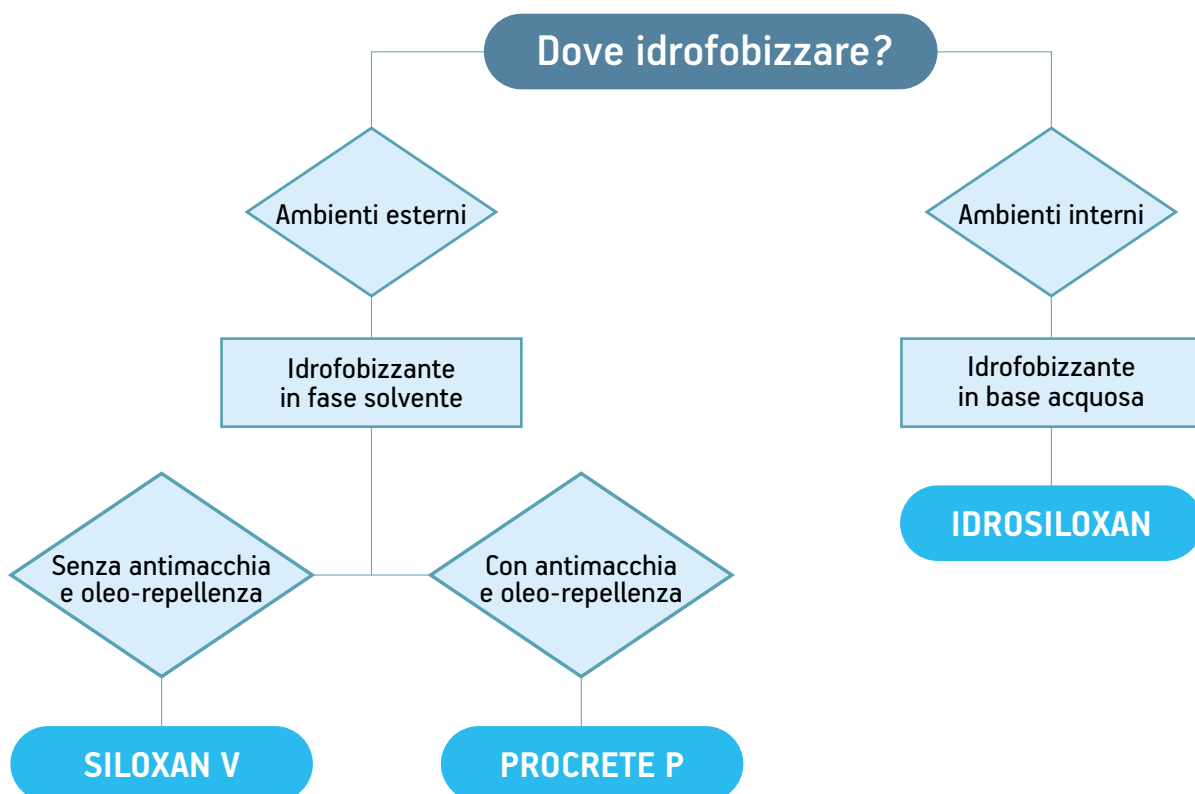 Dove idrofobizzare?
Ambienti esterni
Ambienti interni
Idrofobizzante
in fase solvente
Idrofobizzante
in base acquosa
IDROSILOXAN
Senza antimacchia
e oleo-repellenza
Con antimacchia
e oleo-repellenza
SILOXAN V
PROCRETE P